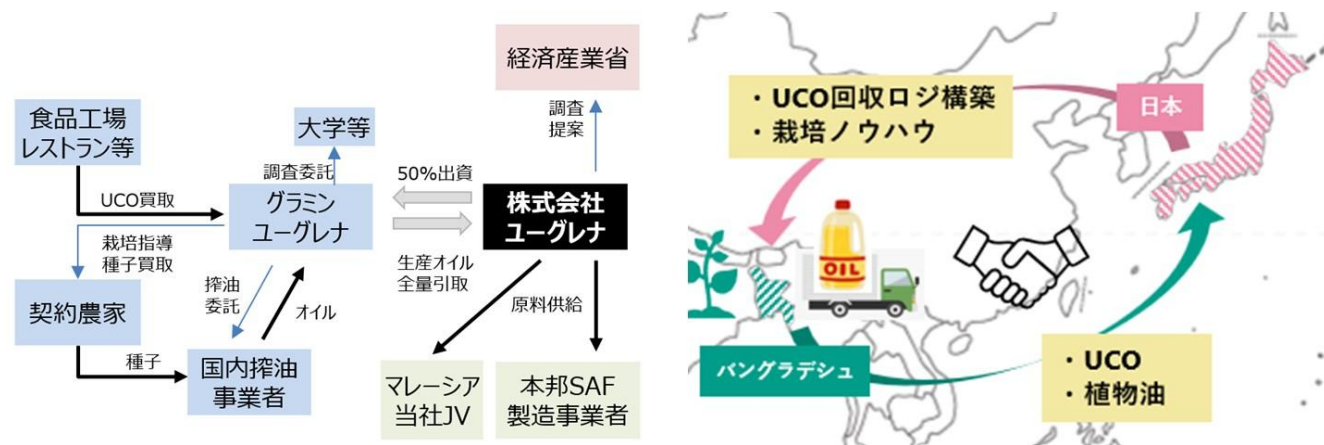 経済産業省
調査
提案
食品工場
レストラン等
大学等
調査委託
50%出資
UCO買取
グラミン
ユーグレナ
株式会社
ユーグレナ
栽培指導
種子買取
生産オイル
全量引取
搾油
委託
オイル
原料供給
契約農家
種子
国内搾油
事業者
マレーシア
当社JV
本邦SAF
製造事業者
・UCO回収ロジ構築
・栽培ノウハウ
日本
OIL
バングラデシュ
・UCO
・植物油